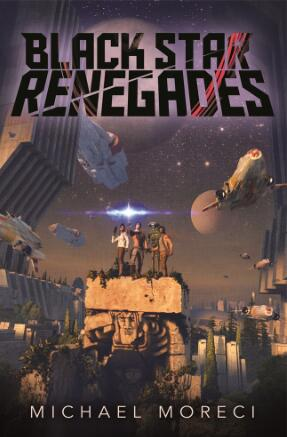 BLACK STAR
RENEGADES
MICHAEL MORECI